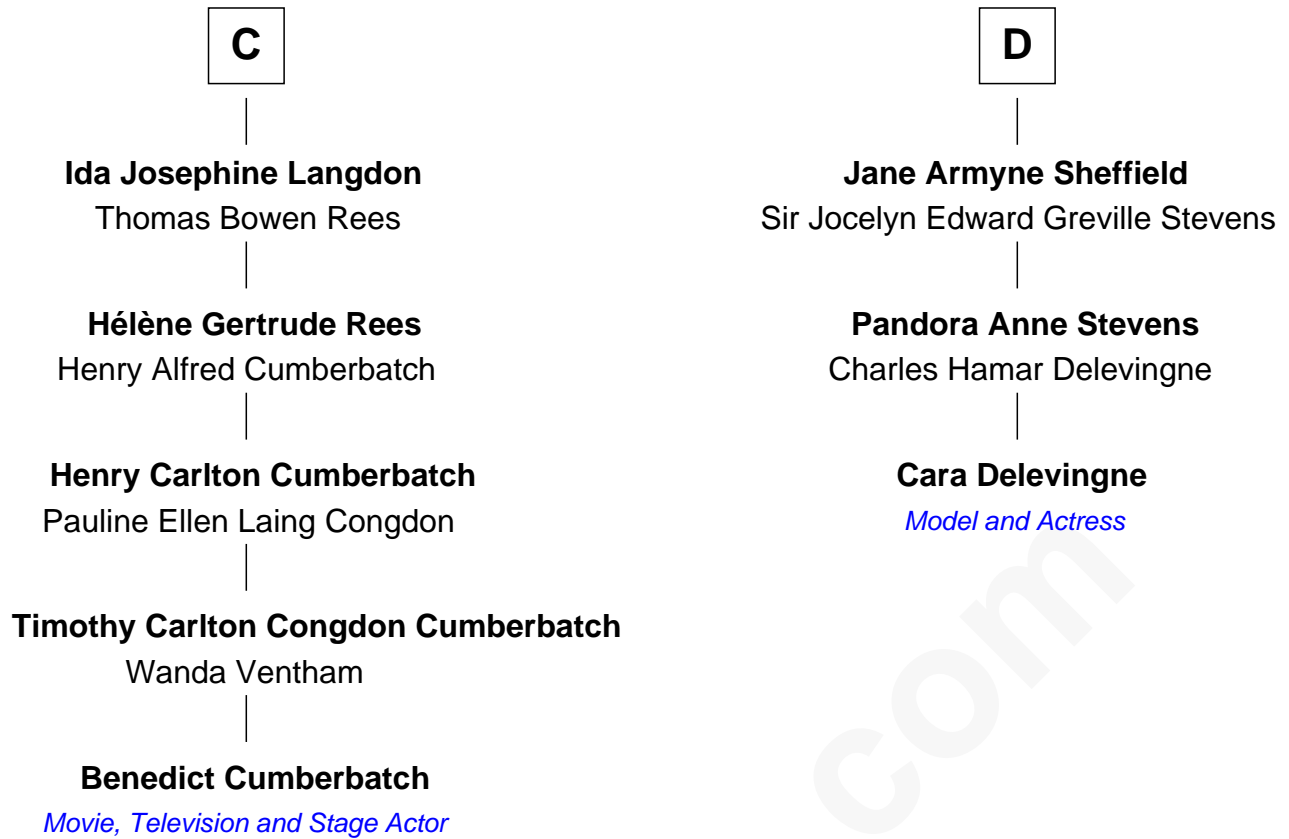 C
Ida Josephine Langdon
Thomas Bowen Rees
Hélène Gertrude Rees
Henry Alfred Cumberbatch
Henry Carlton Cumberbatch
Pauline Ellen Laing Congdon
Timothy Carlton Congdon Cumberbatch
Wanda Ventham
Benedict Cumberbatch
Movie, Television and Stage Actor
D
Jane Armyne Sheffield
Sir Jocelyn Edward Greville Stevens
Pandora Anne Stevens
Charles Hamar Delevingne
Cara Delevingne
Model and Actress
com